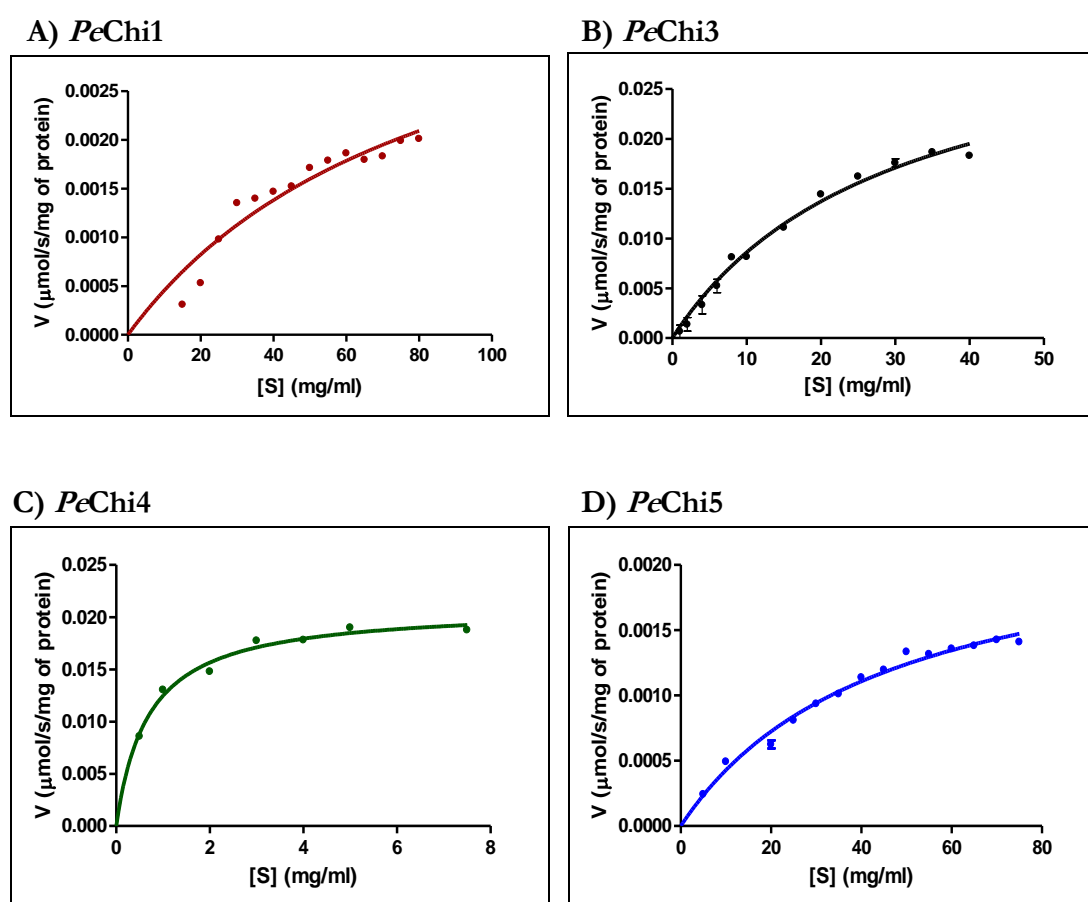 A) PeChi1
V (μmol/s/mg of protein)
0.0025
0.0020
0.0015
0.0010
0.0005
0.0000
0 20 40 60 80 100
[S] (mg/ml)
B) PeChi3
V (μmol/s/mg of protein)
0.025
0.020
0.015
0.010
0.005
0.000
0 10 20 30 40 50
[S] (mg/ml)
C) PeChi4
V (μmol/s/mg of protein)
0.025
0.020
0.015
0.010
0.005
0.000
0 2 4 6 8
[S] (mg/ml)
D) PeChi5
V (μmol/s/mg of protein)
0.0020
0.0015
0.0010
0.0005
0.0000
0 20 40 60 80
[S] (mg/ml)